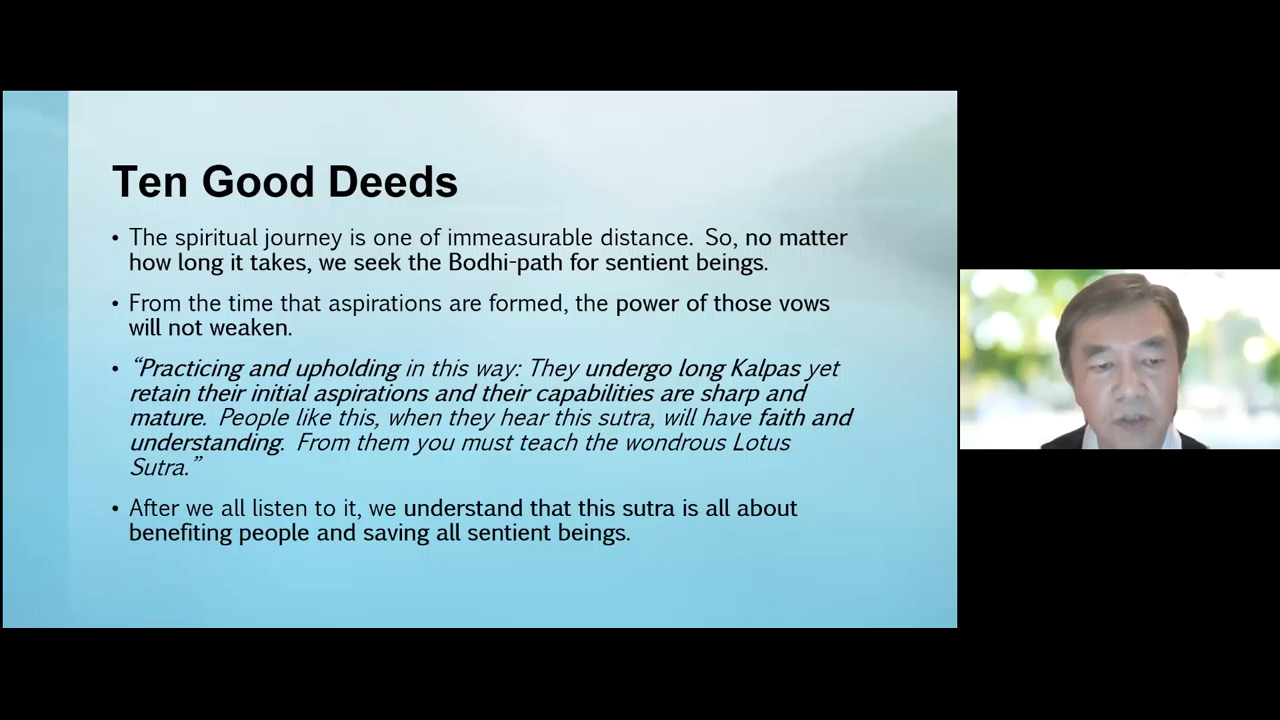 Ten Good Deeds
• The spiritual journey is one of immeasurable distance. So, no matter
how long it takes, we seek the Bodhi-path for sentient beings.
• From the time that aspirations are formed, the power of those vows
will not weaken.
• “Practicing and upholding in this way: They undergo long Kalpas yet
retain their initial aspirations and their capabilities are sharp and
mature. People like this, when they hear this sutra, will have faith and
understanding. From them you must teach the wondrous Lotus
Sutra.”
• After we all listen to it, we understand that this sutra is all about
benefiting people and saving all sentient beings.